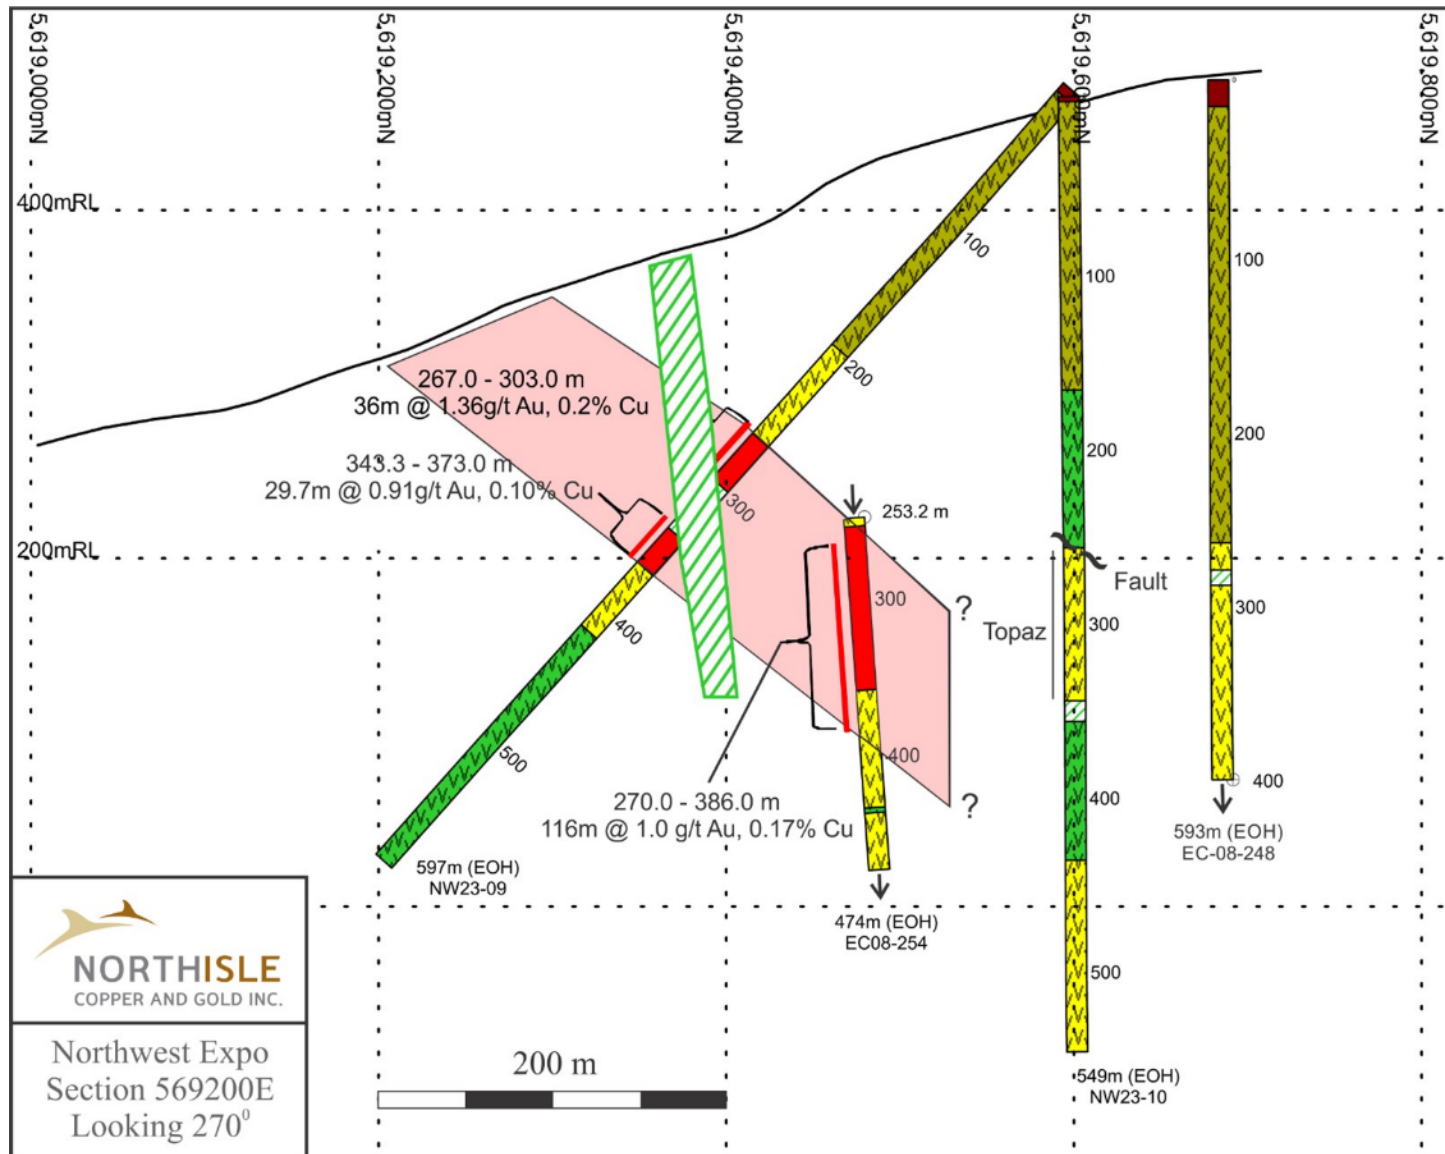 5,619,000mN
5,619,200mN
5,619,400mN
5,619,600mN
5,619,800mN
400mRL
200mRL
100
200
300
400
500
267.0 - 303.0 m
36m @ 1.36g/t Au, 0.2% Cu
343.3 - 373.0 m
29.7m @ 0.91g/t Au, 0.10% Cu
597m (EOH)
NW23-09
253.2 m
300
400
270.0 - 386.0 m
116m @ 1.0 g/t Au, 0.17% Cu
474m (EOH)
EC08-254
?
?
100
200
Fault
Topaz
300
400
500
549m (EOH)
NW23-10
100
200
300
400
593m (EOH)
EC-08-248
NORTHISLE
COPPER AND GOLD INC.
Northwest Expo
Section 569200E
Looking 270⁰
200 m